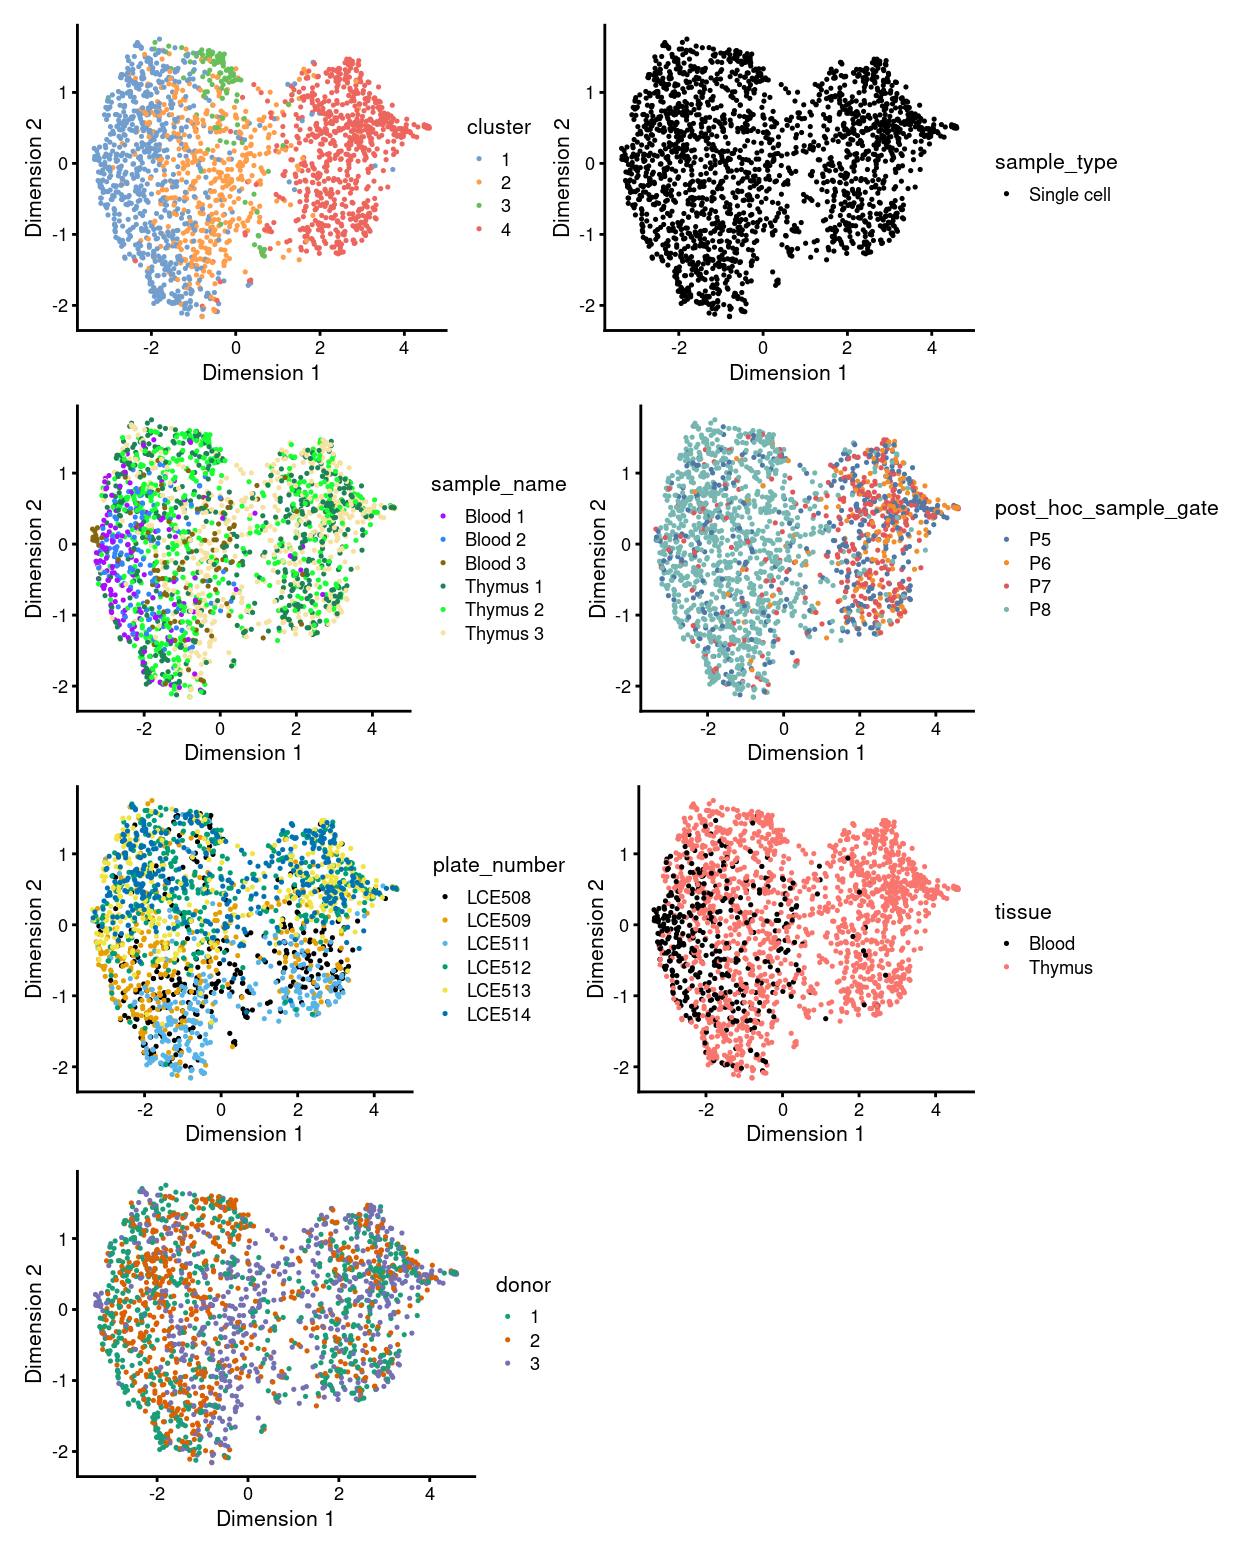 Dimension 2
1
0
-1
-2
-2 0 2 4
Dimension 1
cluster
1
2
3
4
Dimension 2
1
0
-1
-2
-2 0 2 4
Dimension 1
sample_type
Single cell
Dimension 2
1
0
-1
-2
-2 0 2 4
Dimension 1
sample_name
Blood 1
Blood 2
Blood 3
Thymus 1
Thymus 2
Thymus 3
Dimension 2
1
0
-1
-2
-2 0 2 4
Dimension 1
post_hoc_sample_gate
P5
P6
P7
P8
Dimension 2
1
0
-1
-2
-2 0 2 4
Dimension 1
plate_number
LCE508
LCE509
LCE511
LCE512
LCE513
LCE514
Dimension 2
1
0
-1
-2
-2 0 2 4
Dimension 1
tissue
Blood
Thymus
Dimension 2
1
0
-1
-2
-2 0 2 4
Dimension 1
donor
1
2
3